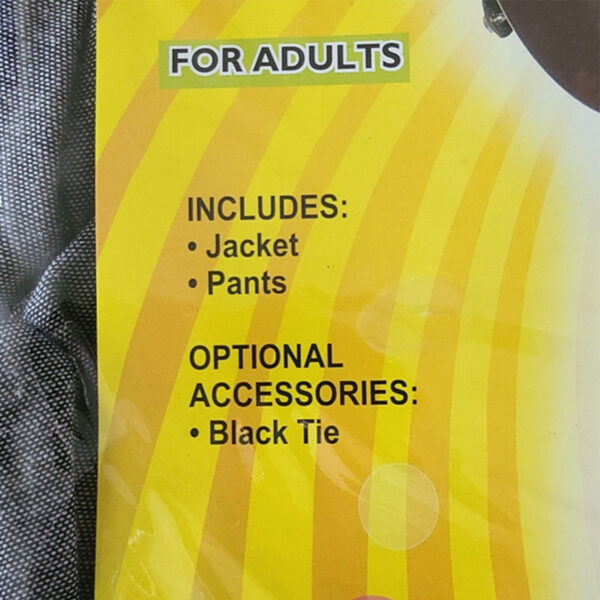 FOR ADULTS
INCLUDES:
• Jacket
• Pants
OPTIONAL
ACCESSORIES:
• Black Tie